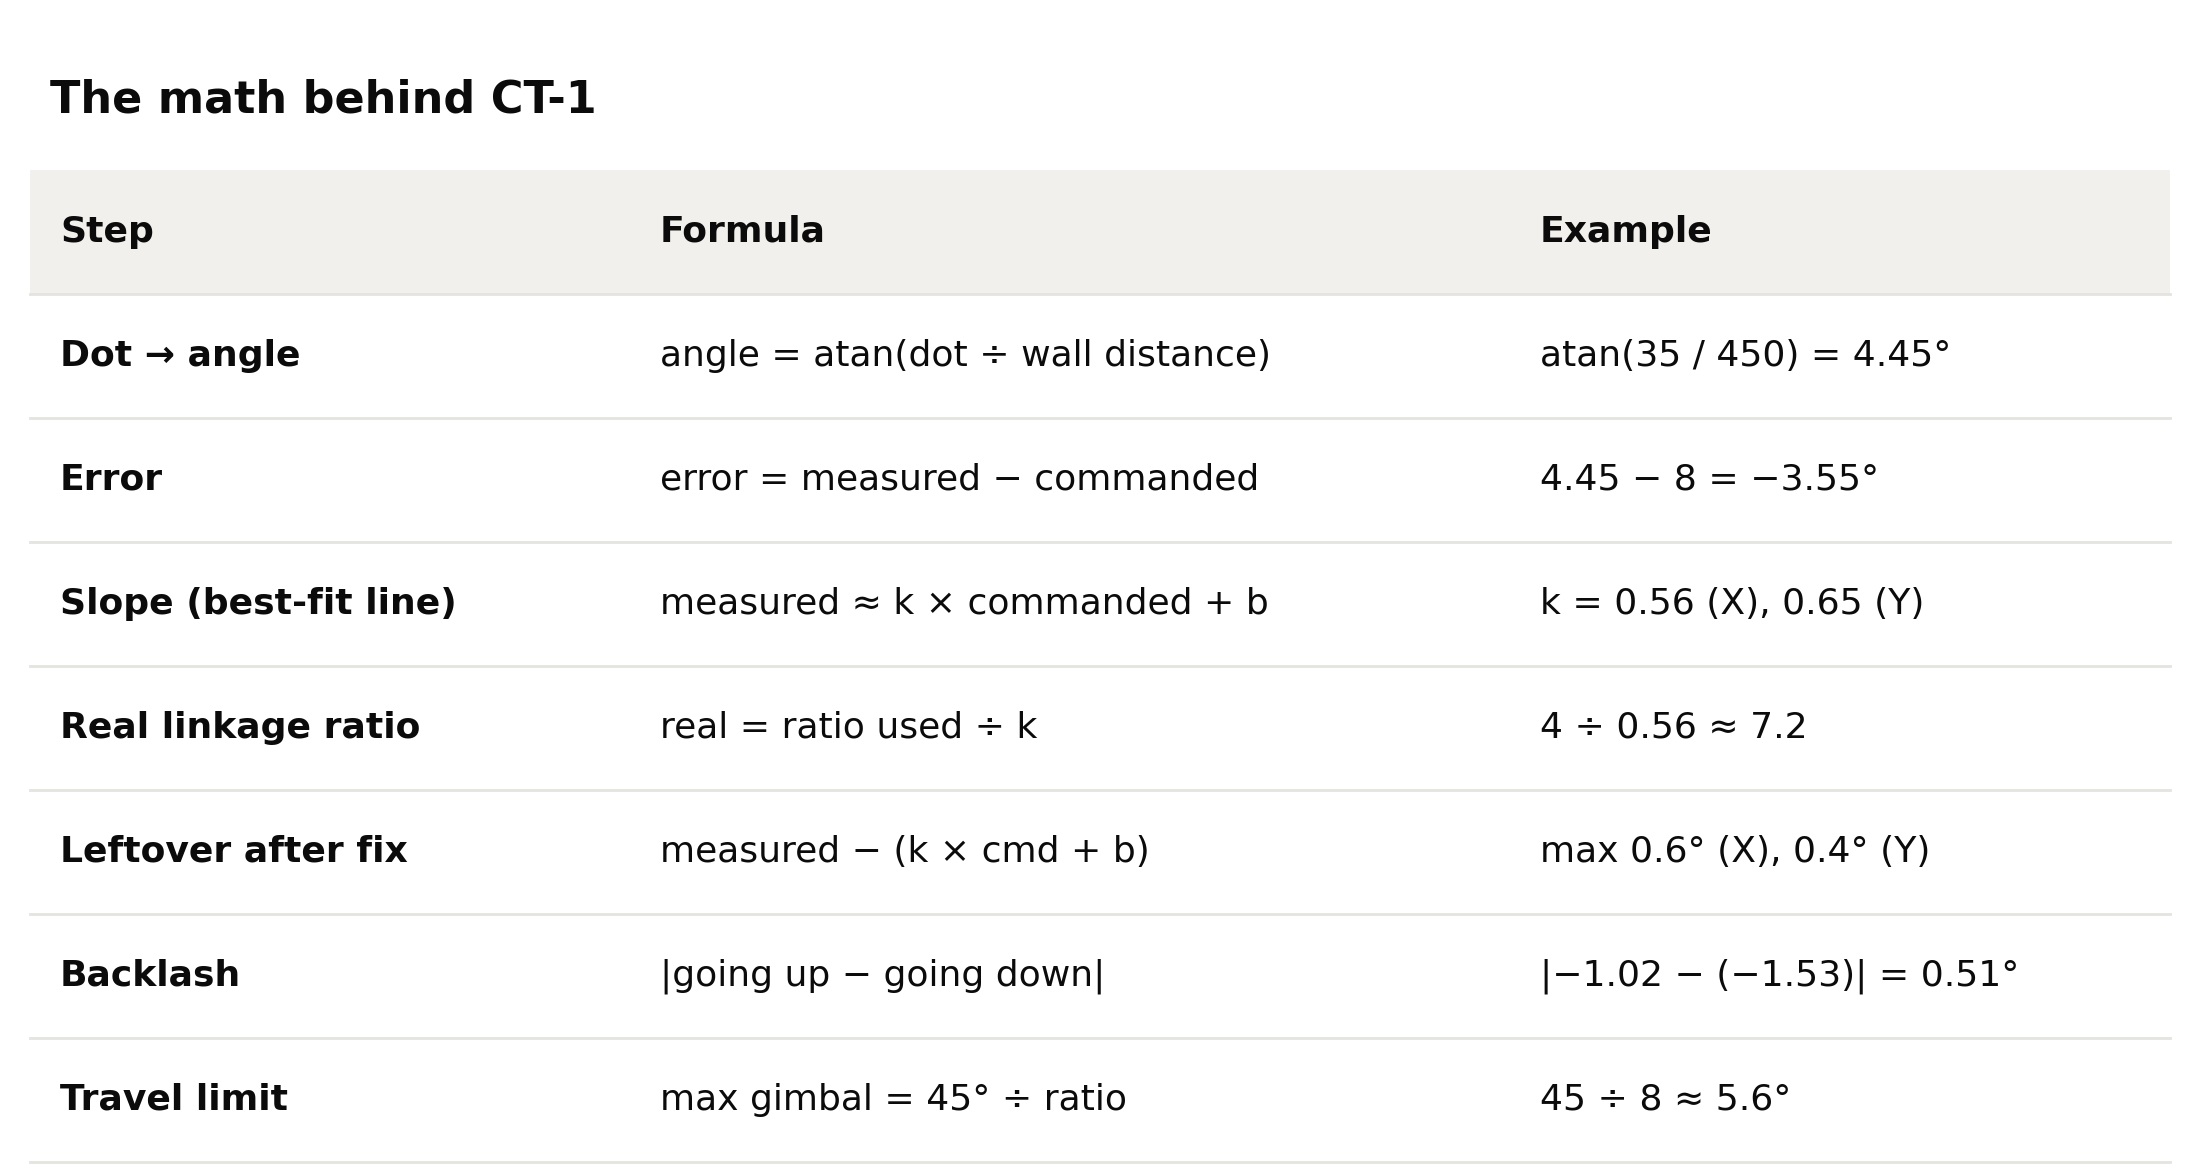 The math behind CT-1
Step Formula Example
Dot → angle angle = atan(dot ÷ wall distance) atan(35 / 450) = 4.45°
Error error = measured − commanded 4.45 − 8 = −3.55°
Slope (best-fit line) measured ≈ k × commanded + b k = 0.56 (X), 0.65 (Y)
Real linkage ratio real = ratio used ÷ k 4 ÷ 0.56 ≈ 7.2
Leftover after fix measured − (k × cmd + b) max 0.6° (X), 0.4° (Y)
Backlash |going up − going down| |−1.02 − (−1.53)| = 0.51°
Travel limit max gimbal = 45° ÷ ratio 45 ÷ 8 ≈ 5.6°